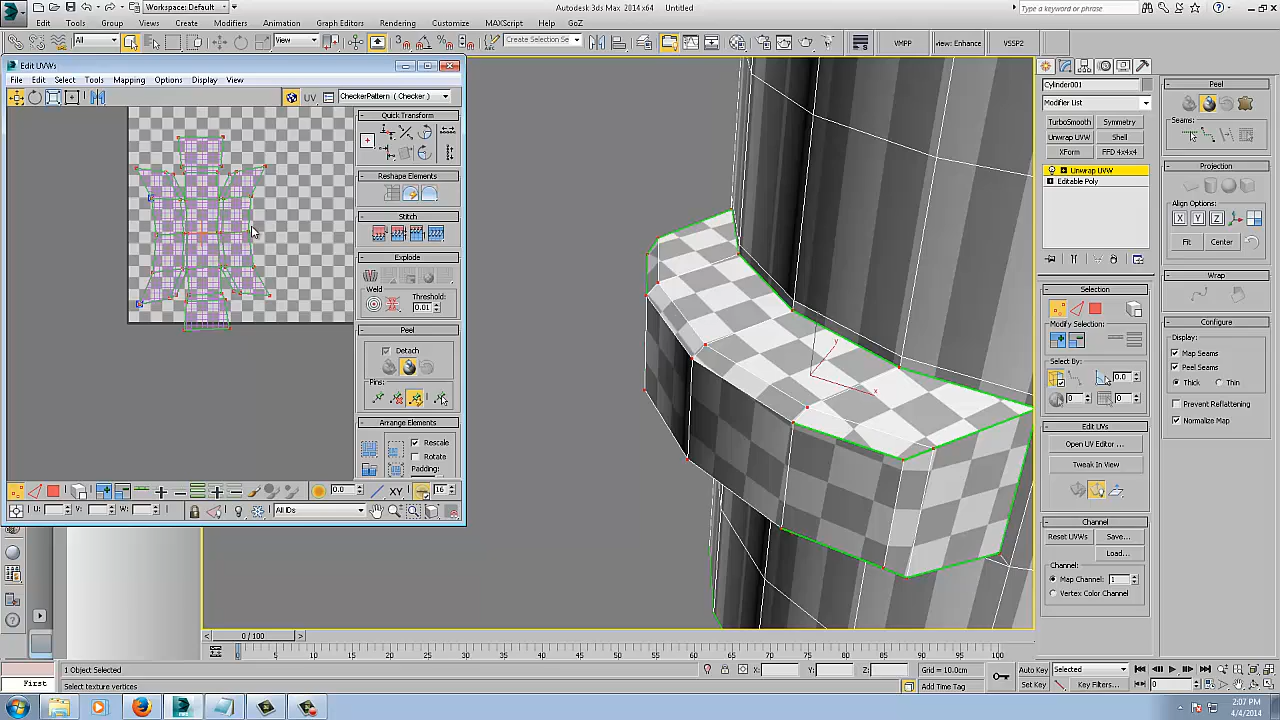 Workspace: Default
Autodesk 3ds Max 2014 x64 Untitled
Type a keyword or phrase
Edit Tools Group Views Create Modifiers Animation Graph Editors Rendering Customize MAXScript Help GoZ
All View Create Selection Se VMPP view: Enhance VSSP2
Edit UVWs
File Edit Select Tools Mapping Options Display View
UV CheckerPattern ( Checker )
Quick Transform
Reshape Elements
Stitch
Explode
Weld Threshold:
0.01
Peel
Detach
Pins:
Arrange Elements
Rescale
Rotate
Padding:
0.0 XY 16
U: V: W: All IDs
x
y
Cylinder001
Modifier List
TurboSmooth Symmetry
Unwrap UVW Shell
XForm FFD 4x4x4
Unwrap UVW
Editable Poly
Selection
Modify Selection:
Select By:
0.0
0 0
Edit UVs
Open UV Editor ...
Tweak In View
Channel
Reset UVWs Save...
Load...
Channel:
Map Channel: 1
Vertex Color Channel
Peel
Seams:
Projection
Align Options:
X Y Z
Fit Center
Wrap
Configure
Display:
Map Seams
Peel Seams
Thick Thin
Prevent Reflattening
Normalize Map
0 / 100
0 5 10 15 20 25 30 35 40 45 50 55 60 65 70 75 80 85 90 95 100
1 Object Selected X: Y: Z: Grid = 10.0cm Auto Key Selected
First Select texture vertices Add Time Tag Set Key Key Filters... 0
2:07 PM
4/4/2014